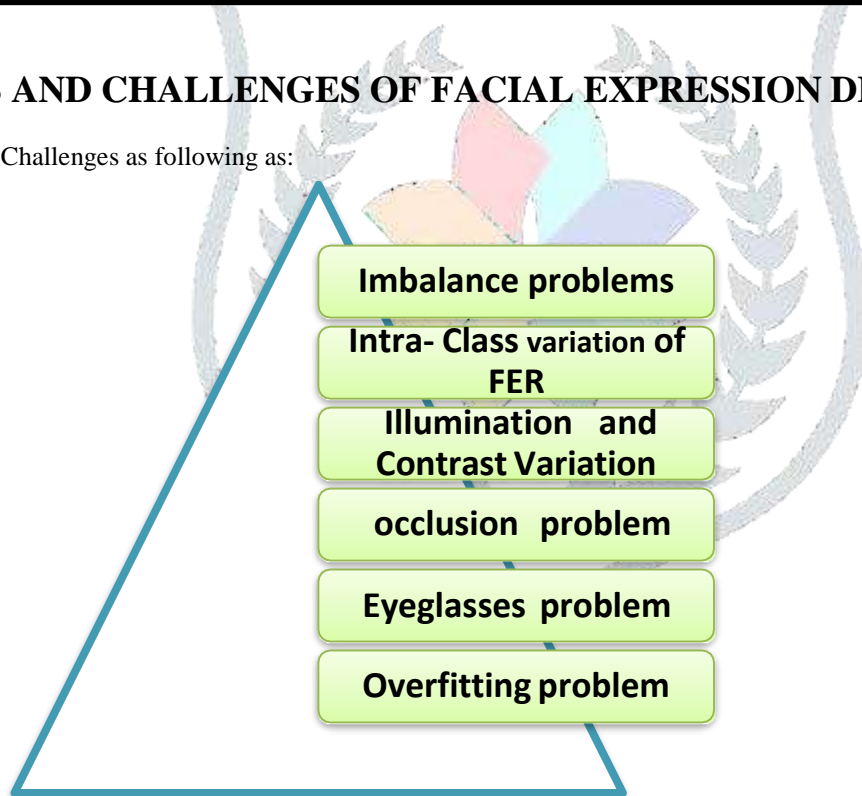 AND CHALLENGES OF FACIAL EXPRESSION
Challenges as following as:
Imbalance problems
Intra- Class variation of
FER
Illumination and
Contrast Variation
occlusion problem
Eyeglasses problem
Overfitting problem